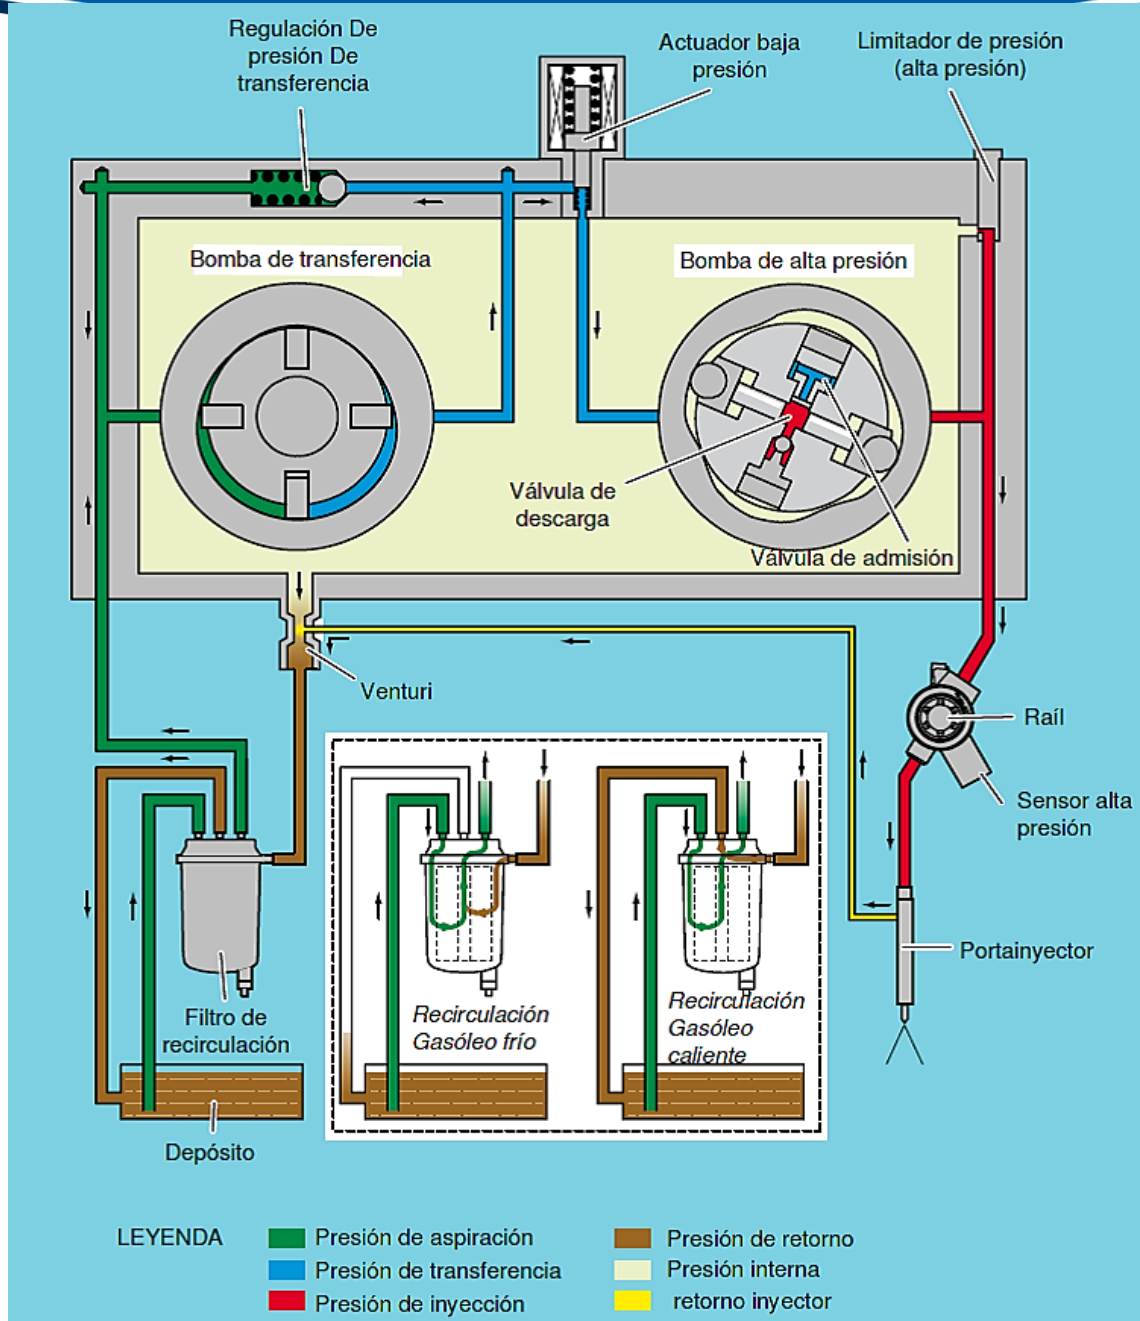 Regulación De
presión De
transferencia
Actuador baja
presión
Limitador de presión
(alta presión)
Bomba de transferencia
Bomba de alta presión
Válvula de
descarga
Válvula de admisión
Venturi
Raíl
Sensor alta
presión
Portainyector
Filtro de
recirculación
Recirculación
Gasóleo frío
Recirculación
Gasóleo
caliente
Depósito
LEYENDA
Presión de aspiración
Presión de transferencia
Presión de inyección
Presión de retorno
Presión interna
retorno inyector